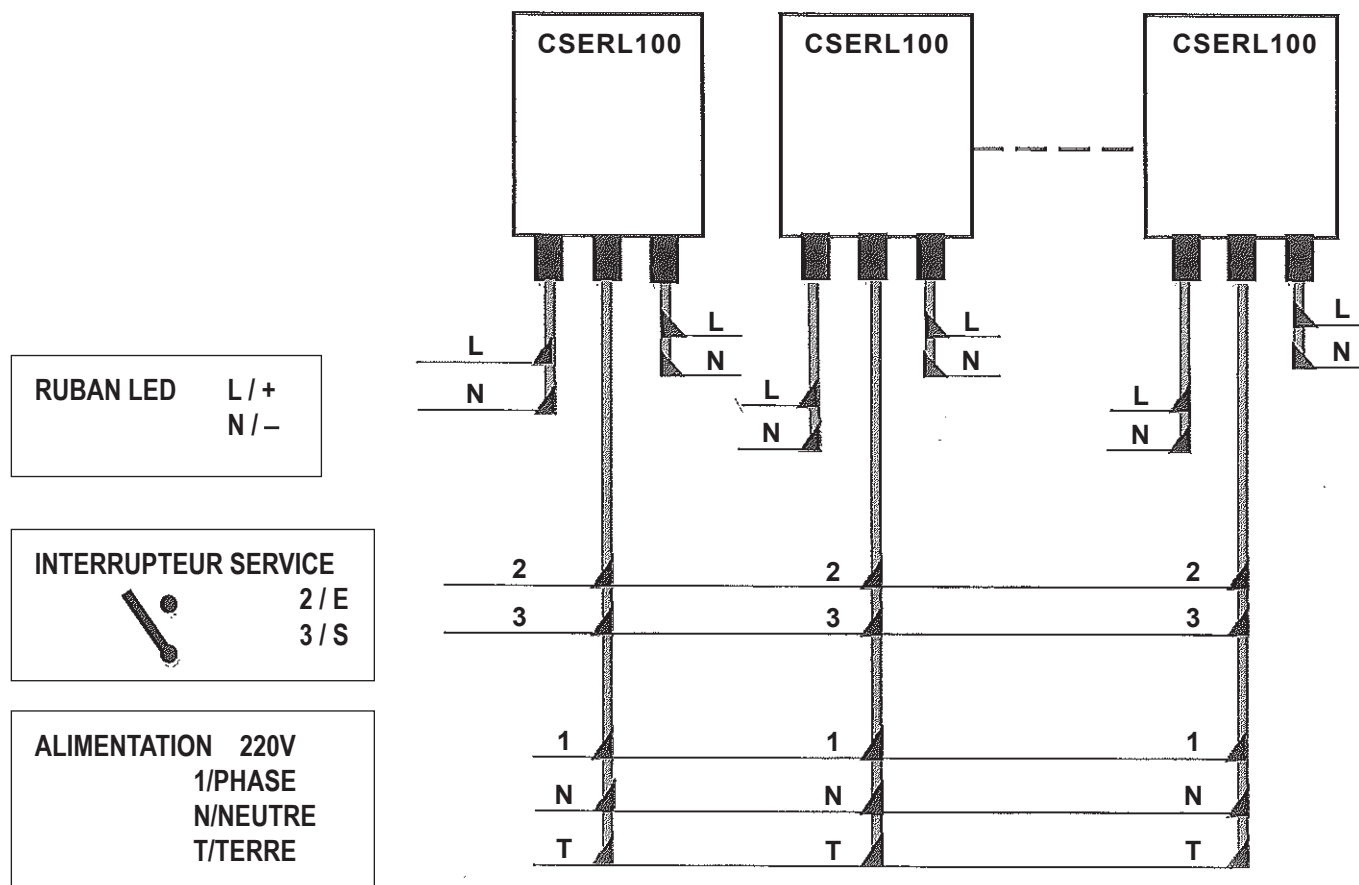 CSERL100 CSERL100 CSERL100
L L L
L N N N
RUBAN LED L / +
N L L
N / –
N N
INTERRUPTEUR SERVICE
2 2 2
2 / E
3 3 3
3 / S
ALIMENTATION 220V
1 1 1
1/PHASE
N N N
N/NEUTRE
T/TERRE
T T T